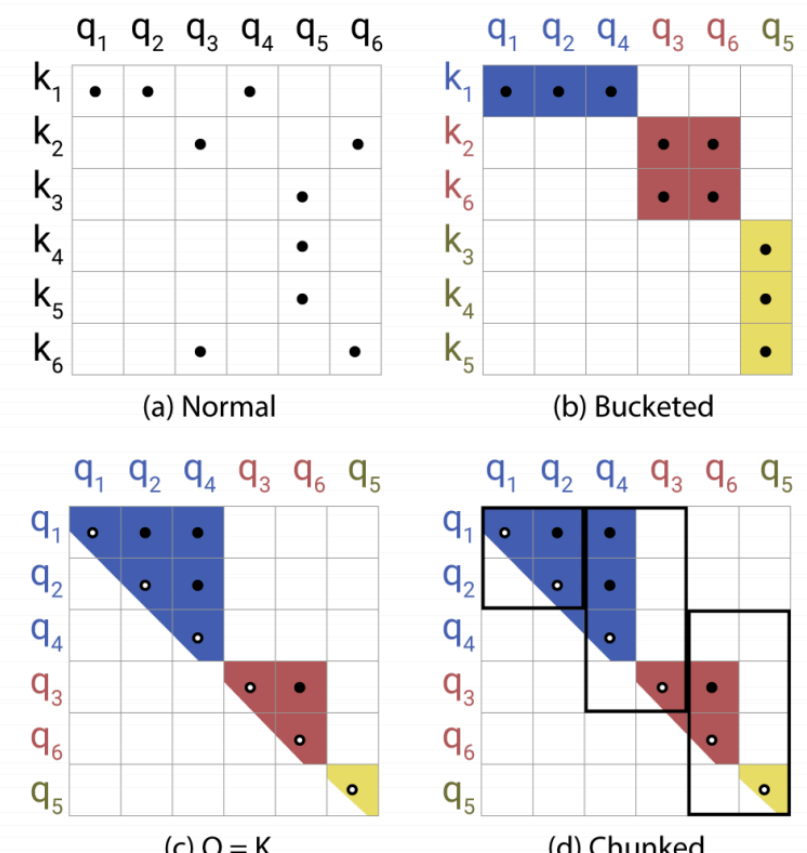 q₁ q₂ q₃ q₄ q₅ q₆
k₁
k₂
k₃
k₄
k₅
k₆
(a) Normal
q₁ q₂ q₄ q₃ q₆ q₅
k₁
k₂
k₆
k₃
k₄
k₅
(b) Bucketed
q₁ q₂ q₄ q₃ q₆ q₅
q₁
q₂
q₄
q₃
q₆
q₅
(c) Q = K
q₁ q₂ q₄ q₃ q₆ q₅
q₁
q₂
q₄
q₃
q₆
q₅
(d) Chunked